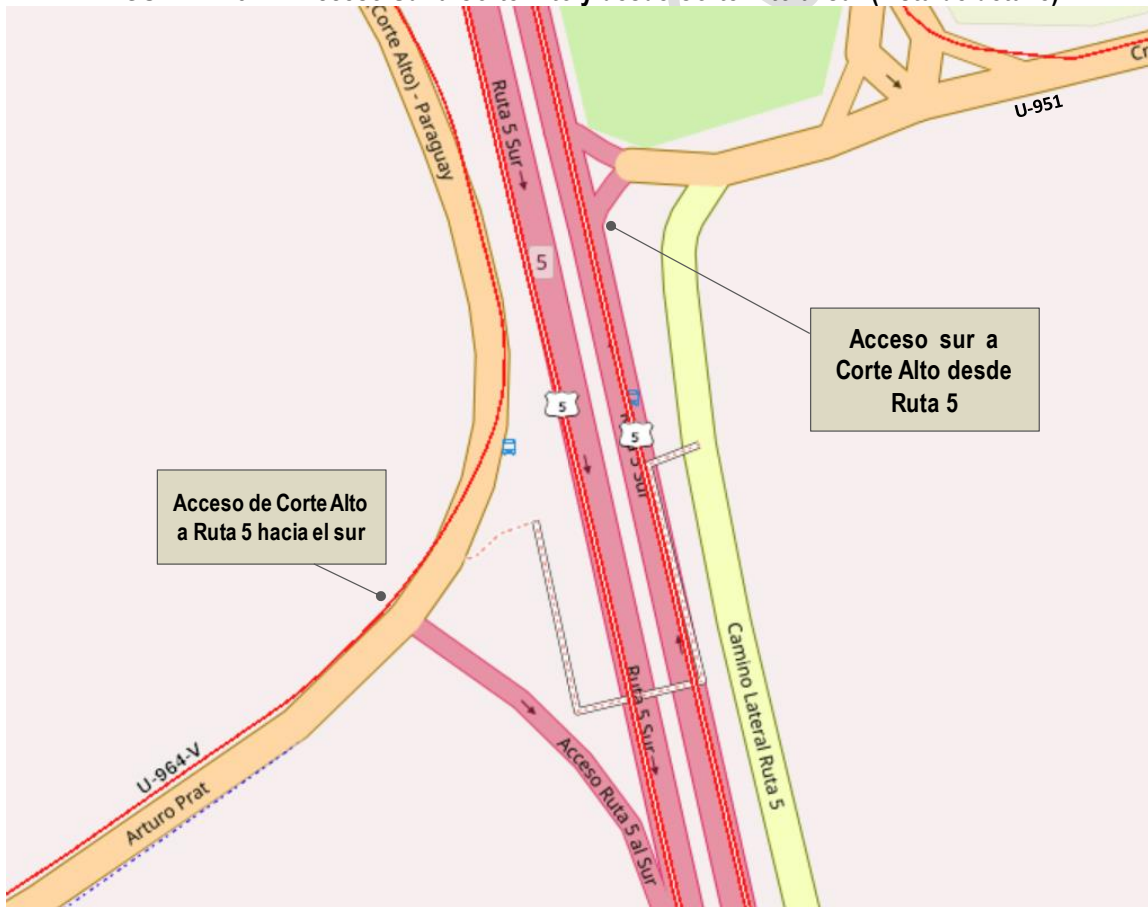 Corte Alto) - Paraguay
Ruta 5 Sur
U-951
5
Acceso sur a
Corte Alto desde
Ruta 5
5
5
5 Sur
Acceso de Corte Alto
a Ruta 5 hacia el sur
Camino Lateral Ruta 5
Ruta 5 Sur
U-964-V
Arturo Prat
Acceso Ruta 5 al Sur